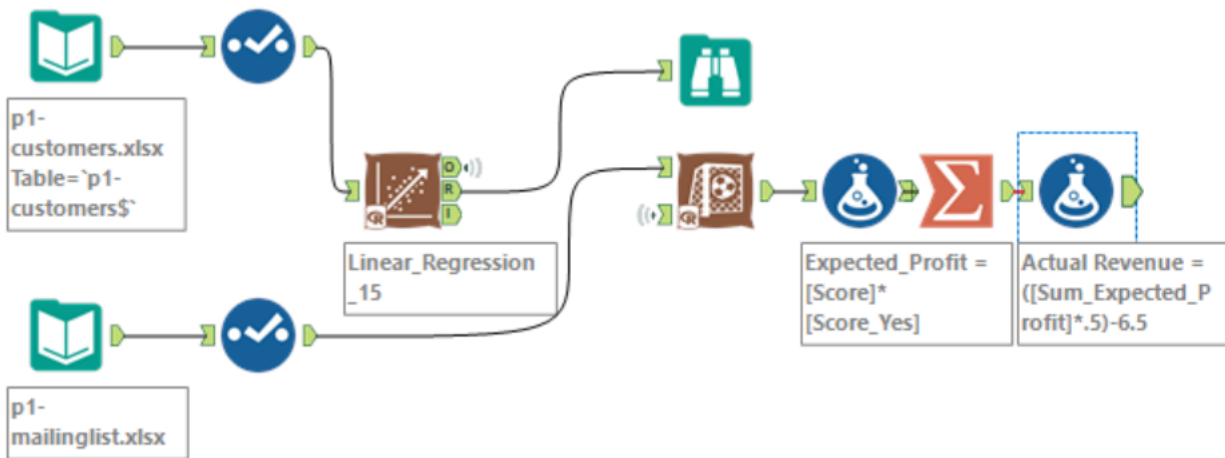 p1-
customers.xlsx
Table=`p1-
customers$`
O
R
I
R
R
Linear_Regression
_15
Expected_Profit =
[Score]*
[Score_Yes]
Actual Revenue =
([Sum_Expected_P
rofit]*.5)-6.5
p1-
mailinglist.xlsx